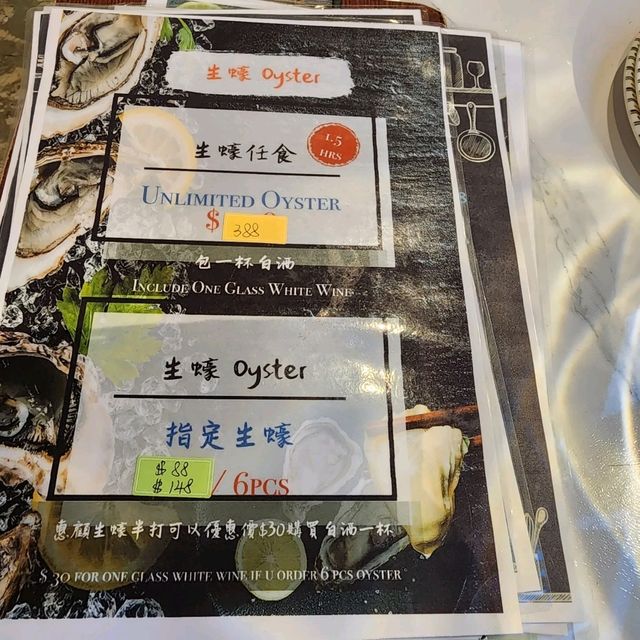 生蠔 Oyster
生蠔任食
1.5
HRS
UNLIMITED OYSTER
$ 388
包一杯白酒
INCLUDE ONE GLASS WHITE WINE
生蠔 Oyster
指定生蠔
$88
$148 / 6PCS
惠顧生蠔半打可以優惠價$30購買白酒一杯
$ 30 FOR ONE GLASS WHITE WINE IF U ORDER 6 PCS OYSTER